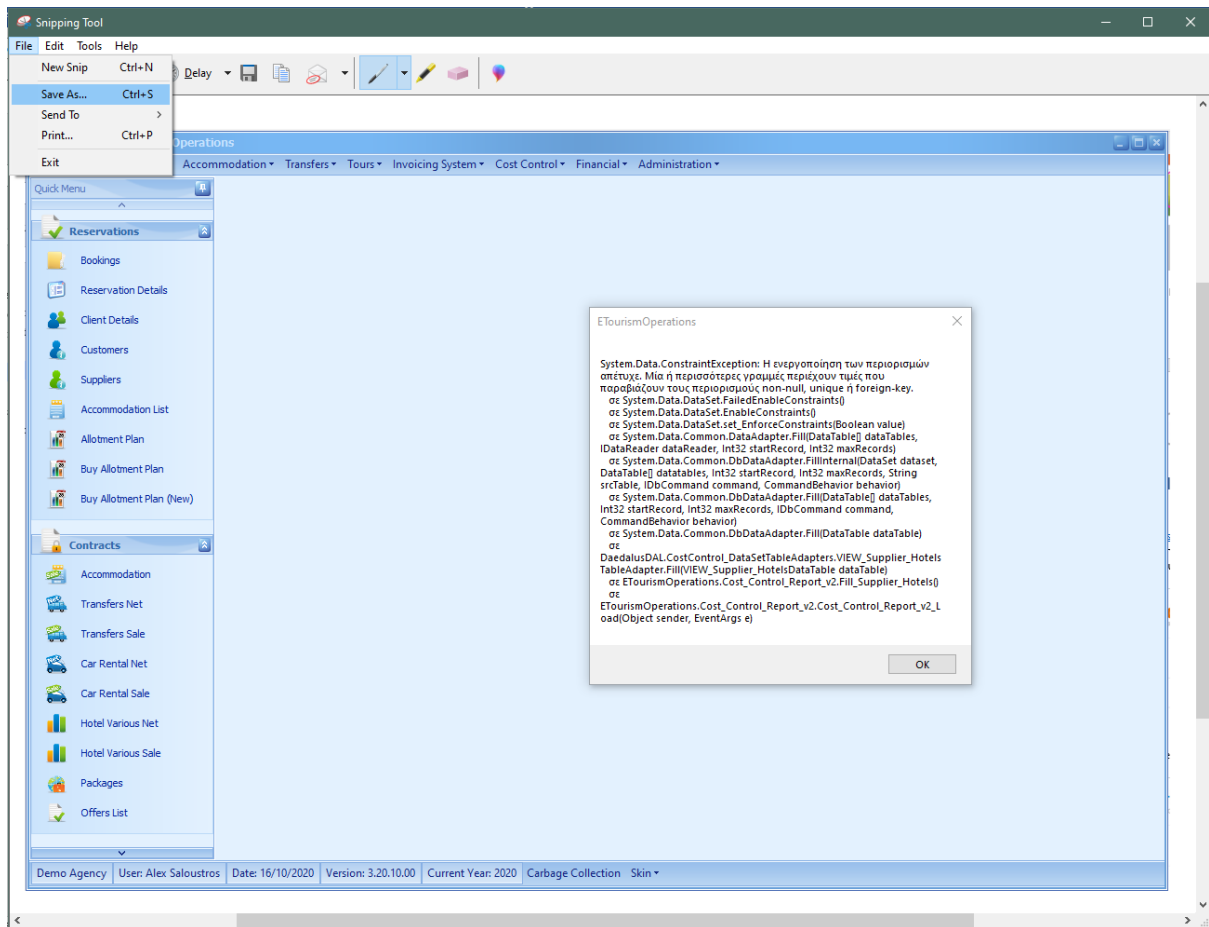 Snipping Tool
File Edit Tools Help
New Snip Ctrl+N
Delay
Save As... Ctrl+S
Send To
Print... Ctrl+P
Exit
Operations
Accommodation Transfers Tours Invoicing System Cost Control Financial Administration
Quick Menu
Reservations
Bookings
Reservation Details
Client Details
Customers
Suppliers
Accommodation List
Allotment Plan
Buy Allotment Plan
Buy Allotment Plan (New)
Contracts
Accommodation
Transfers Net
Transfers Sale
Car Rental Net
Car Rental Sale
Hotel Various Net
Hotel Various Sale
Packages
Offers List
ETourismOperations
System.Data.ConstraintException: Η ενεργοποίηση των περιορισμών
απέτυχε. Μία ή περισσότερες γραμμές περιέχουν τιμές που
παραβιάζουν τους περιορισμούς non-null, unique ή foreign-key.
σε System.Data.DataSet.FailedEnableConstraints()
σε System.Data.DataSet.EnableConstraints()
σε System.Data.DataSet.set_EnforceConstraints(Boolean value)
σε System.Data.Common.DataAdapter.Fill(DataTable[] dataTables,
IDataReader dataReader, Int32 startRecord, Int32 maxRecords)
σε System.Data.Common.DbDataAdapter.FillInternal(DataSet dataset,
DataTable[] datatables, Int32 startRecord, Int32 maxRecords, String
srcTable, IDbCommand command, CommandBehavior behavior)
σε System.Data.Common.DbDataAdapter.Fill(DataTable[] dataTables,
Int32 startRecord, Int32 maxRecords, IDbCommand command,
CommandBehavior behavior)
σε System.Data.Common.DbDataAdapter.Fill(DataTable dataTable)
σε
DaedalusDAL.CostControl_DataSetTableAdapters.VIEW_Supplier_Hotels
TableAdapter.Fill(VIEW_Supplier_HotelsDataTable dataTable)
σε ETourismOperations.Cost_Control_Report_v2.Fill_Supplier_Hotels()
σε
ETourismOperations.Cost_Control_Report_v2.Cost_Control_Report_v2_L
oad(Object sender, EventArgs e)
OK
Demo Agency User: Alex Saloustros Date: 16/10/2020 Version: 3.20.10.00 Current Year: 2020 Carbage Collection Skin